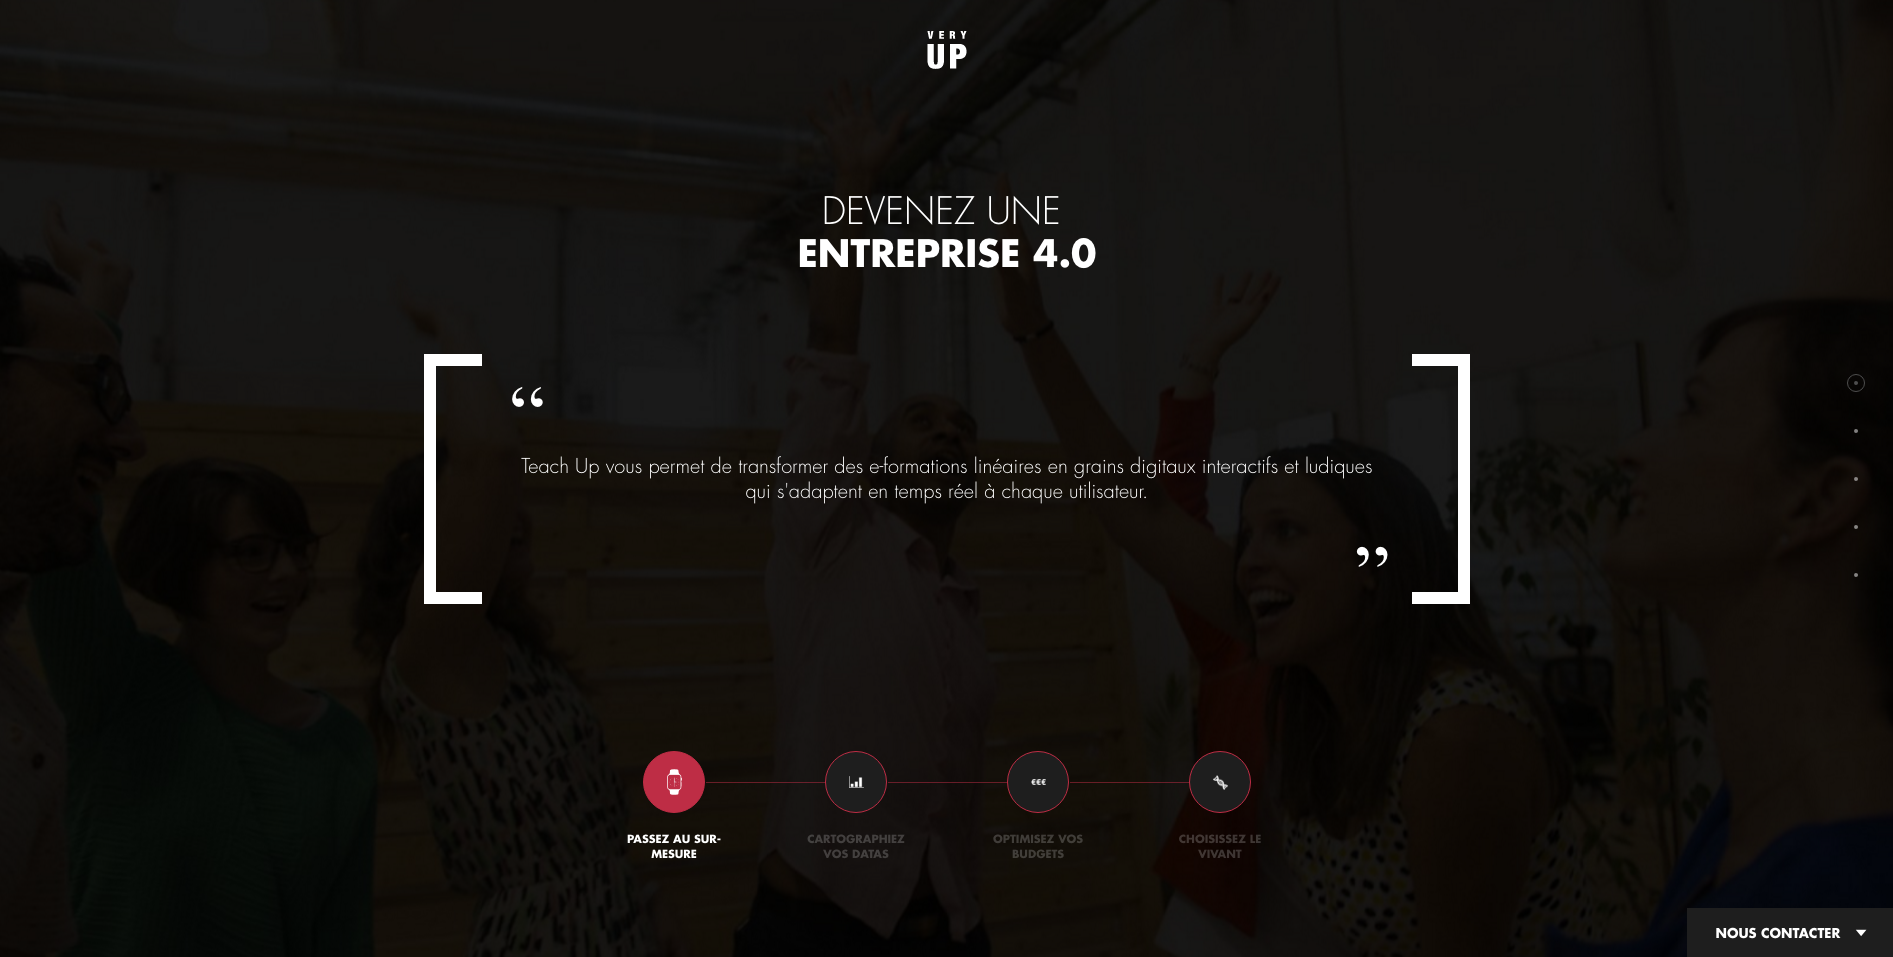 VERY
UP
DEVENEZ UNE
ENTREPRISE 4.0
“
Teach Up vous permet de transformer des e-formations linéaires en grains digitaux interactifs et ludiques
qui s'adaptent en temps réel à chaque utilisateur.
”
€€€
PASSEZ AU SUR-
MESURE
CARTOGRAPHIEZ
VOS DATAS
OPTIMISEZ VOS
BUDGETS
CHOISISSEZ LE
VIVANT
NOUS CONTACTER